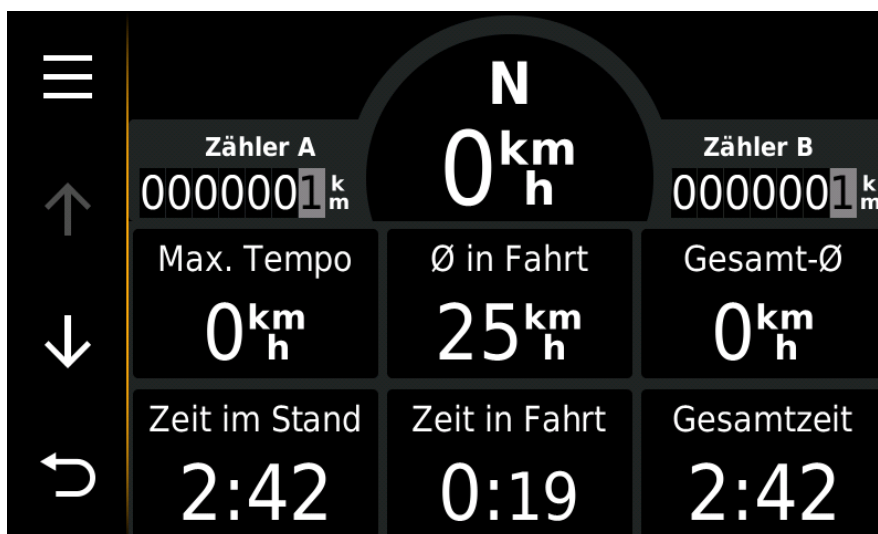 N
0 km/h
Zähler A
0000001 km
Zähler B
0000001 km
Max. Tempo
0 km/h
Ø in Fahrt
25 km/h
Gesamt-Ø
0 km/h
Zeit im Stand
2:42
Zeit in Fahrt
0:19
Gesamtzeit
2:42